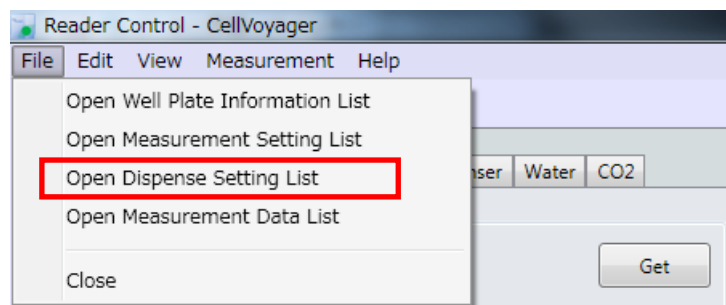 Reader Control - CellVoyager
File Edit View Measurement Help
Open Well Plate Information List
Open Measurement Setting List
Open Dispense Setting List
Water CO2
Open Measurement Data List
Get
Close